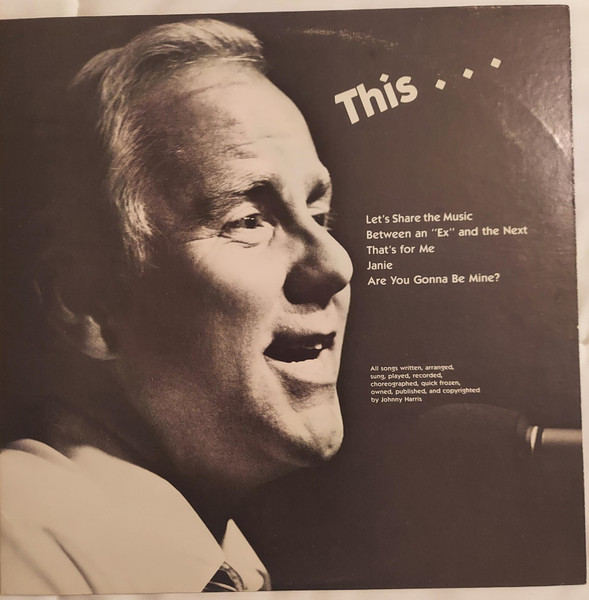 This . . .
Let's Share the Music
Between an "Ex" and the Next
That's for Me
Janie
Are You Gonna Be Mine?
All songs written, arranged,
sung, played, recorded,
choreographed, quick frozen,
owned, published, and copyrighted
by Johnny Harris